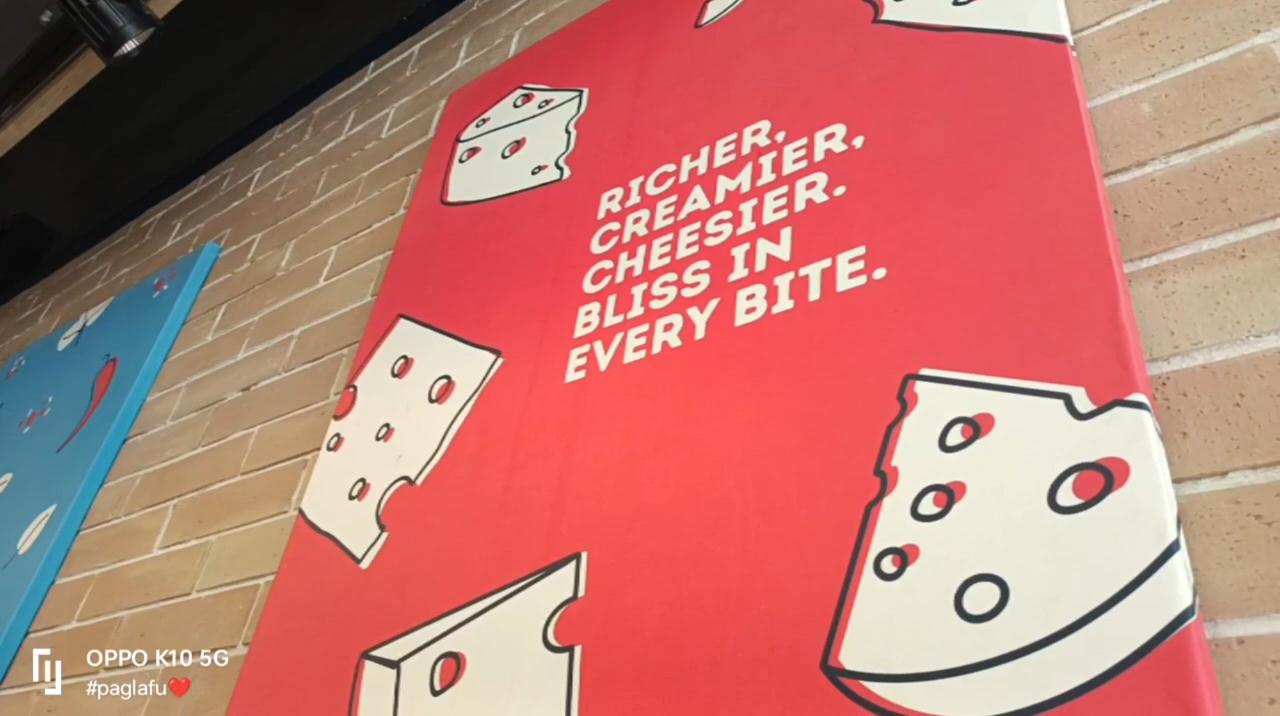 RICHER,
CREAMIER,
CHEESIER.
BLISS IN
EVERY BITE.
OPPO K10 5G
#paglafu❤️